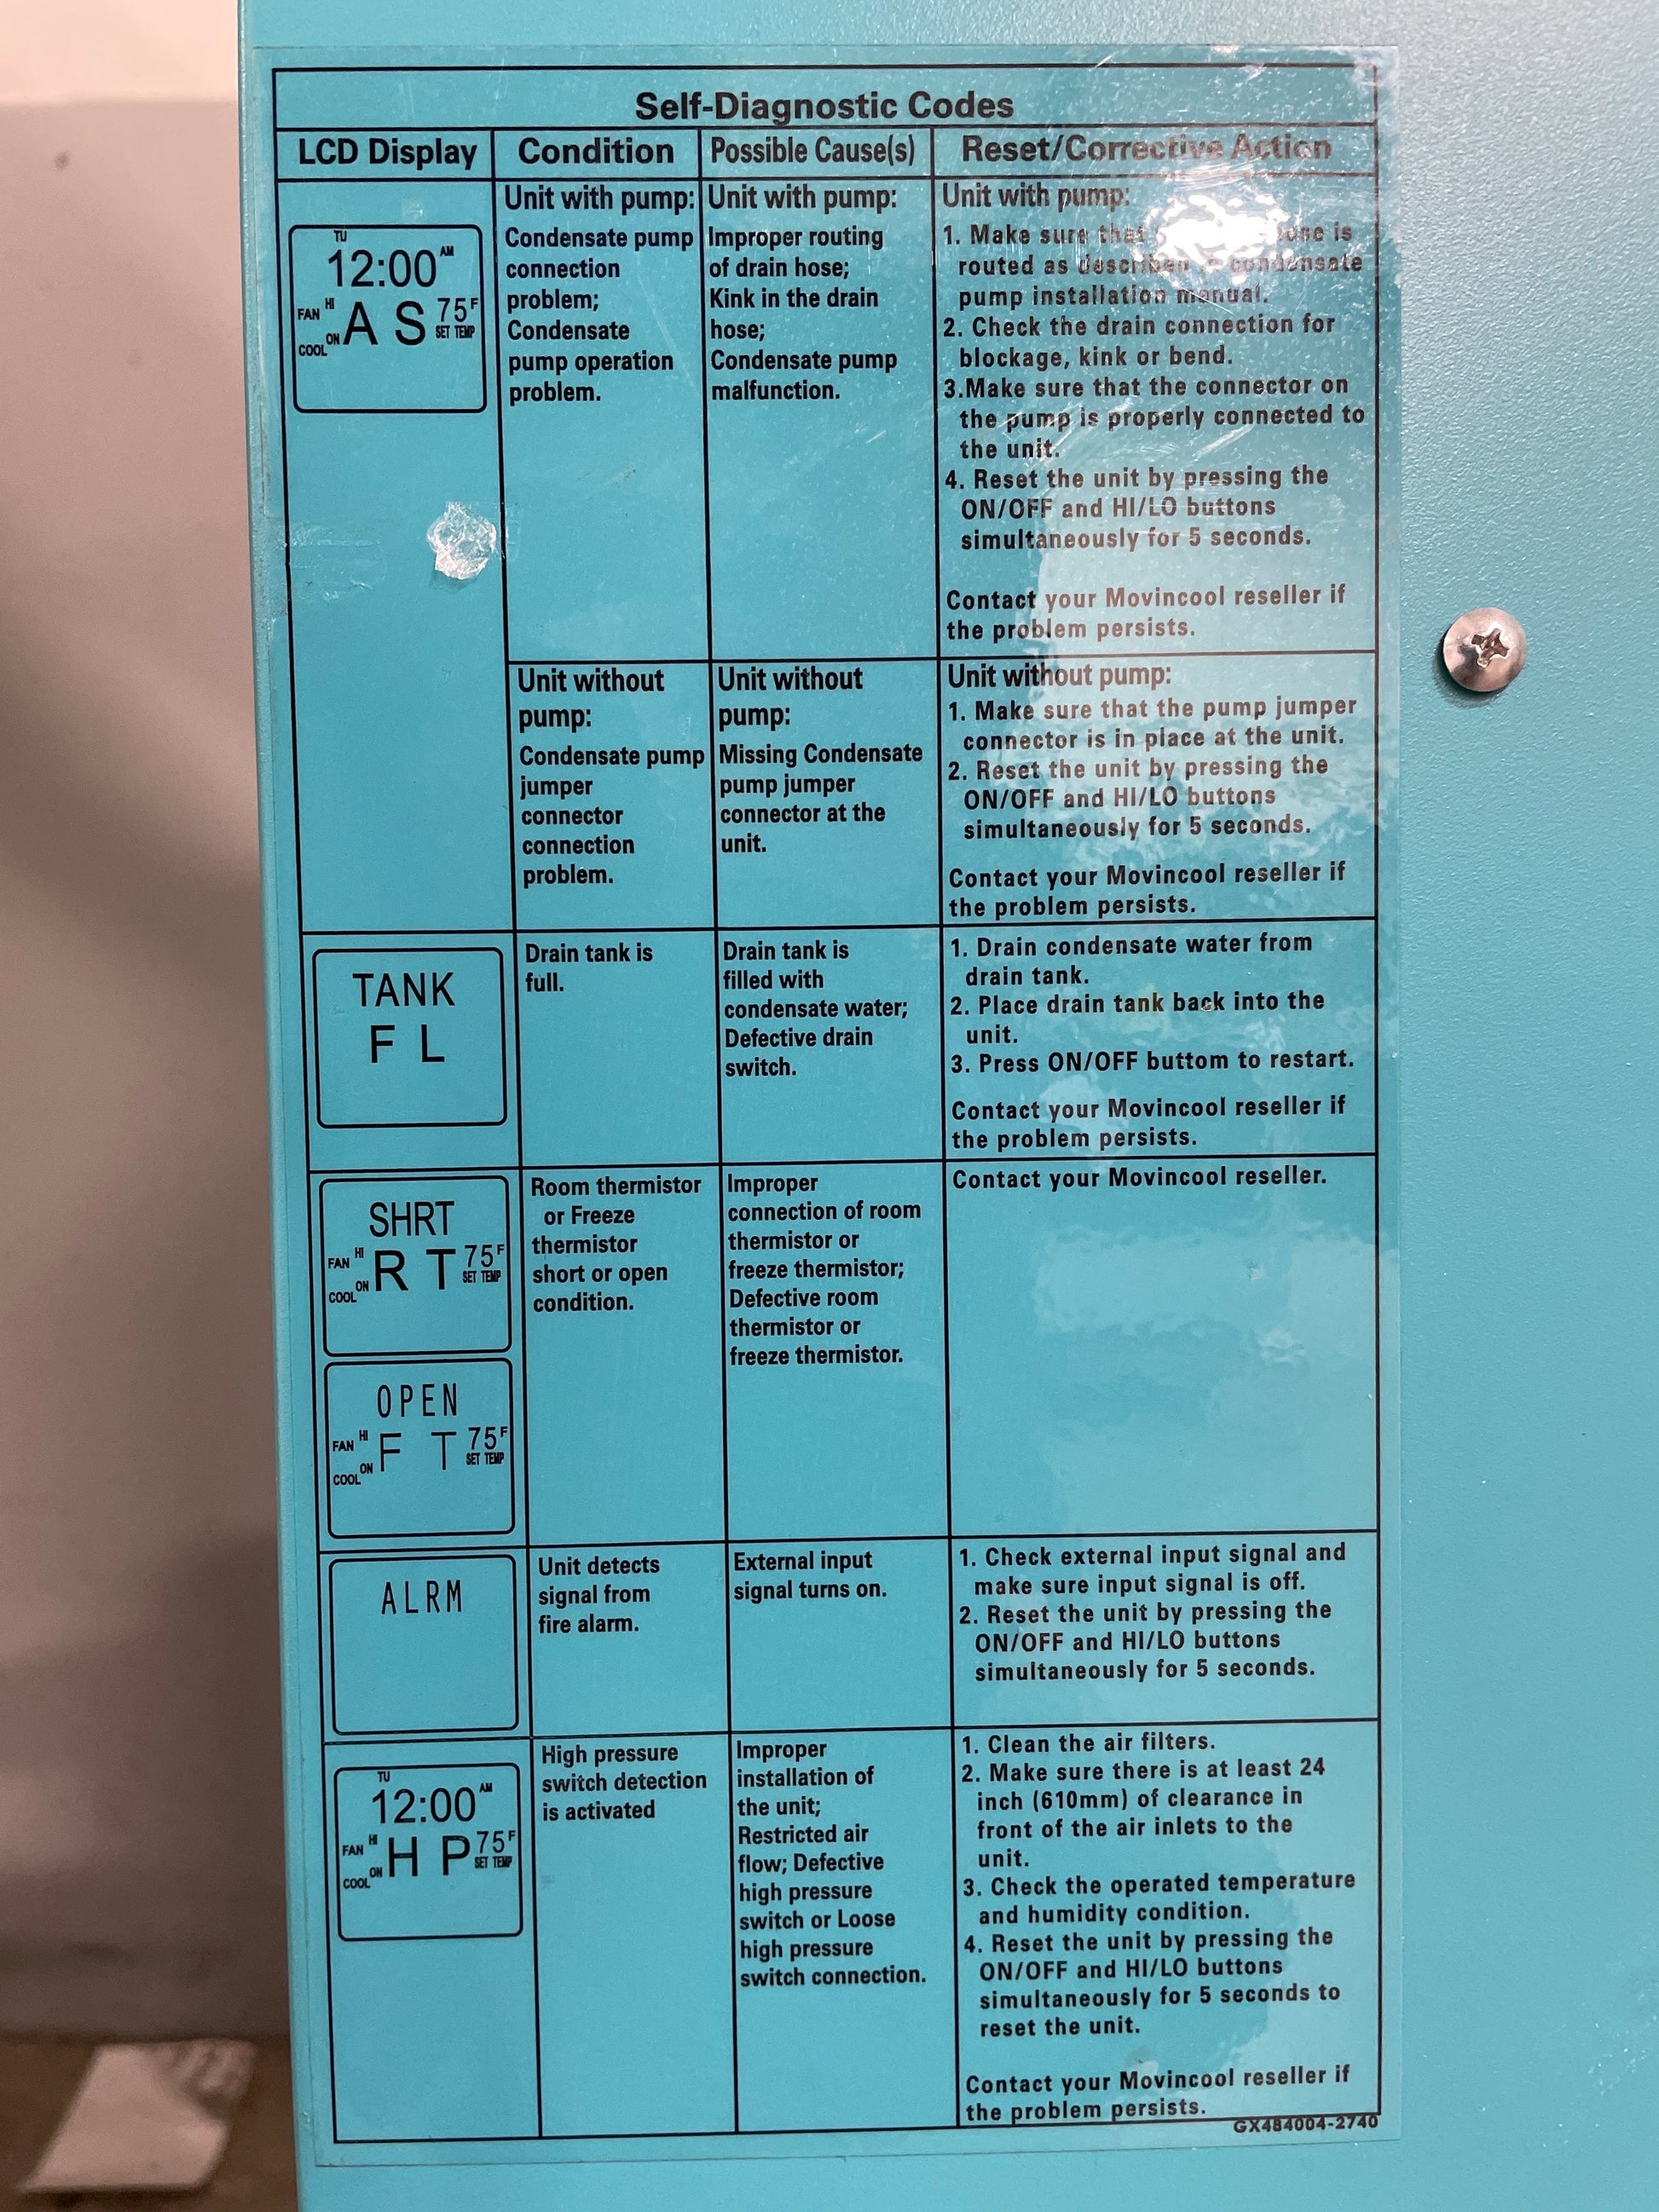 Self-Diagnostic Codes
LCD Display
Condition
Possible Cause(s)
Reset/Corrective Action
TU
12:00 AM
FAN HI
COOL ON
A S
75F
SET TEMP
Unit with pump:
Condensate pump
connection
problem;
Condensate
pump operation
problem.
Unit with pump:
Improper routing
of drain hose;
Kink in the drain
hose;
Condensate pump
malfunction.
Unit with pump:
1. Make sure that is
routed as described condensate
pump installation manual.
2. Check the drain connection for
blockage, kink or bend.
3.Make sure that the connector on
the pump is properly connected to
the unit.
4. Reset the unit by pressing the
ON/OFF and HI/LO buttons
simultaneously for 5 seconds.
Contact your Movincool reseller if
the problem persists.
Unit without
pump:
Condensate pump
jumper
connector
connection
problem.
Unit without
pump:
Missing Condensate
pump jumper
connector at the
unit.
Unit without pump:
1. Make sure that the pump jumper
connector is in place at the unit.
2. Reset the unit by pressing the
ON/OFF and HI/LO buttons
simultaneously for 5 seconds.
Contact your Movincool reseller if
the problem persists.
TANK
F L
Drain tank is
full.
Drain tank is
filled with
condensate water;
Defective drain
switch.
1. Drain condensate water from
drain tank.
2. Place drain tank back into the
unit.
3. Press ON/OFF buttom to restart.
Contact your Movincool reseller if
the problem persists.
SHRT
FAN HI
COOL ON
R T
75F
SET TEMP
OPEN
FAN HI
COOL ON
F T
75F
SET TEMP
Room thermistor
or Freeze
thermistor
short or open
condition.
Improper
connection of room
thermistor or
freeze thermistor;
Defective room
thermistor or
freeze thermistor.
Contact your Movincool reseller.
ALRM
Unit detects
signal from
fire alarm.
External input
signal turns on.
1. Check external input signal and
make sure input signal is off.
2. Reset the unit by pressing the
ON/OFF and HI/LO buttons
simultaneously for 5 seconds.
TU
12:00 AM
FAN HI
COOL ON
H P
75F
SET TEMP
High pressure
switch detection
is activated
Improper
installation of
the unit;
Restricted air
flow; Defective
high pressure
switch or Loose
high pressure
switch connection.
1. Clean the air filters.
2. Make sure there is at least 24
inch (610mm) of clearance in
front of the air inlets to the
unit.
3. Check the operated temperature
and humidity condition.
4. Reset the unit by pressing the
ON/OFF and HI/LO buttons
simultaneously for 5 seconds to
reset the unit.
Contact your Movincool reseller if
the problem persists.
GX484004-2740